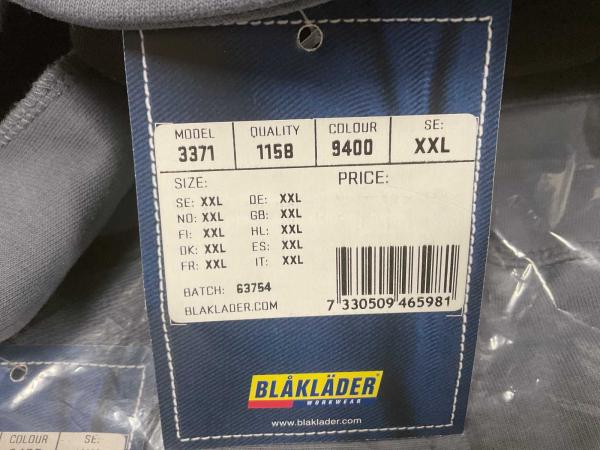 MODEL QUALITY COLOUR SE:
3371 1158 9400 XXL
SIZE: PRICE:
SE: XXL DE: XXL
NO: XXL GB: XXL
FI: XXL HL: XXL
DK: XXL ES: XXL
FR: XXL IT: XXL
BATCH: 63754
BLAKLADER.COM
7 330509 465981
BLÅKLÄDER
WORKWEAR
www.blaklader.com
COLOUR SE: